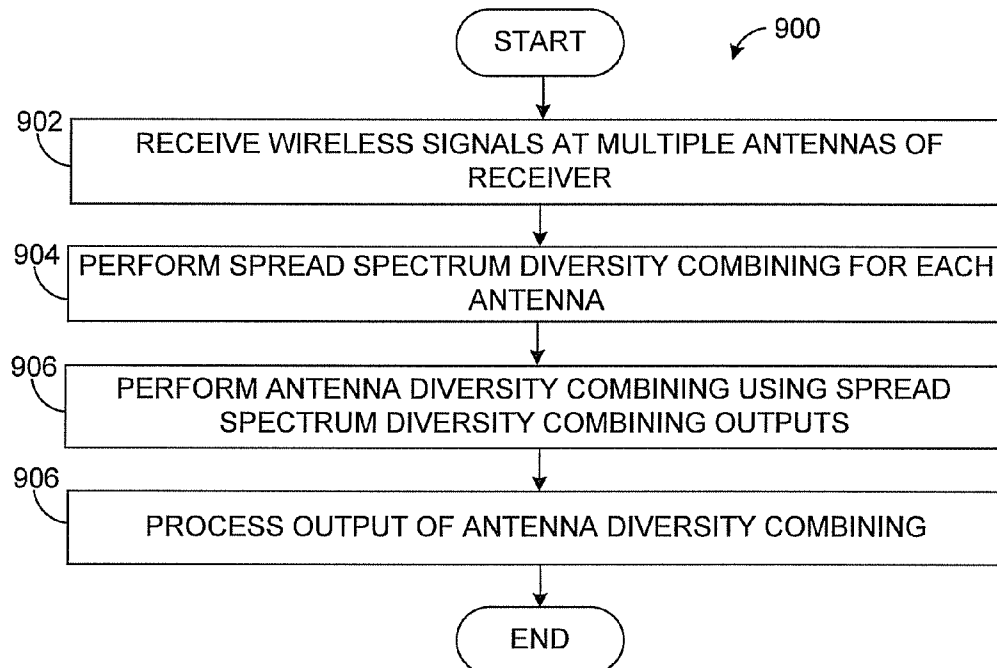 START
900
902
RECEIVE WIRELESS SIGNALS AT MULTIPLE ANTENNAS OF
RECEIVER
904
PERFORM SPREAD SPECTRUM DIVERSITY COMBINING FOR EACH
ANTENNA
906
PERFORM ANTENNA DIVERSITY COMBINING USING SPREAD
SPECTRUM DIVERSITY COMBINING OUTPUTS
906
PROCESS OUTPUT OF ANTENNA DIVERSITY COMBINING
END